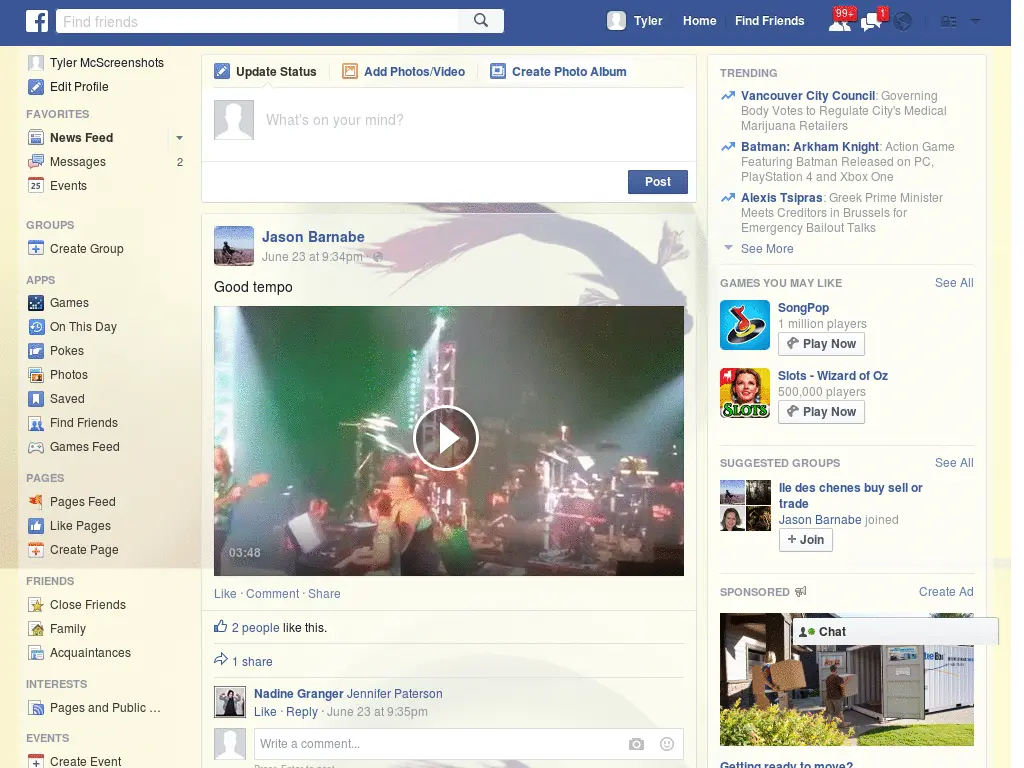 Find friends
Tyler
Home
Find Friends
99+
1
Tyler McScreenshots
Edit Profile
FAVORITES
News Feed
Messages 2
25 Events
GROUPS
Create Group
APPS
Games
On This Day
Pokes
Photos
Saved
Find Friends
Games Feed
PAGES
Pages Feed
Like Pages
Create Page
FRIENDS
Close Friends
Family
Acquaintances
INTERESTS
Pages and Public ...
EVENTS
Create Event
Update Status
Add Photos/Video
Create Photo Album
What's on your mind?
Post
Jason Barnabe
June 23 at 9:34pm ·
Good tempo
03:48
Like · Comment · Share
2 people like this.
1 share
Nadine Granger Jennifer Paterson
Like · Reply · June 23 at 9:35pm
Write a comment...
TRENDING
Vancouver City Council: Governing
Body Votes to Regulate City's Medical
Marijuana Retailers
Batman: Arkham Knight: Action Game
Featuring Batman Released on PC,
PlayStation 4 and Xbox One
Alexis Tsipras: Greek Prime Minister
Meets Creditors in Brussels for
Emergency Bailout Talks
See More
GAMES YOU MAY LIKE See All
SongPop
1 million players
Play Now
SLOTS
Slots - Wizard of Oz
500,000 players
Play Now
SUGGESTED GROUPS See All
Ile des chenes buy sell or
trade
Jason Barnabe joined
+ Join
SPONSORED Create Ad
Chat
Getting ready to move?